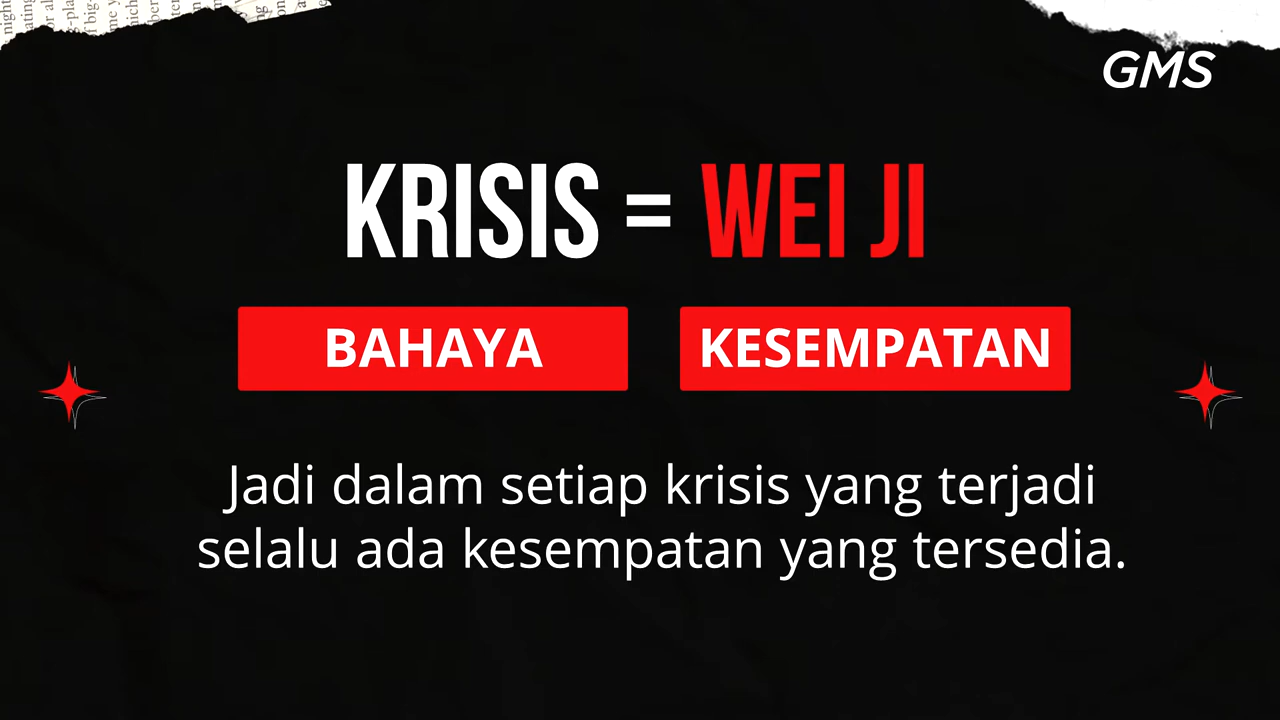 GMS
KRISIS = WEI JI
BAHAYA
KESEMPATAN
Jadi dalam setiap krisis yang terjadi
selalu ada kesempatan yang tersedia.